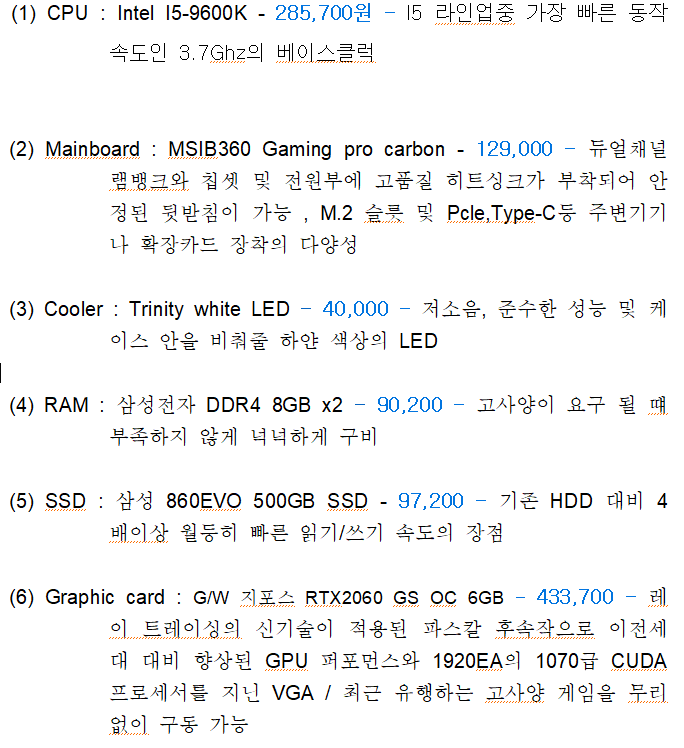 (1) CPU : Intel I5-9600K - 285,700원 – I5 라인업중 가장 빠른 동작
속도인 3.7Ghz의 베이스클럭
(2) Mainboard : MSIB360 Gaming pro carbon - 129,000 – 듀얼채널
램뱅크와 칩셋 및 전원부에 고품질 히트싱크가 부착되어 안
정된 뒷받침이 가능 , M.2 슬롯 및 Pcle,Type-C등 주변기기
나 확장카드 장착의 다양성
(3) Cooler : Trinity white LED – 40,000 – 저소음, 준수한 성능 및 케
이스 안을 비춰줄 하얀 색상의 LED
(4) RAM : 삼성전자 DDR4 8GB x2 – 90,200 – 고사양이 요구 될 떄
부족하지 않게 넉넉하게 구비
(5) SSD : 삼성 860EVO 500GB SSD - 97,200 – 기존 HDD 대비 4
배이상 월등히 빠른 읽기/쓰기 속도의 장점
(6) Graphic card : G/W 지포스 RTX2060 GS OC 6GB – 433,700 – 레
이 트레이싱의 신기술이 적용된 파스칼 후속작으로 이전세
대 대비 향상된 GPU 퍼포먼스와 1920EA의 1070급 CUDA
프로세서를 지닌 VGA / 최근 유행하는 고사양 게임을 무리
없이 구동 가능